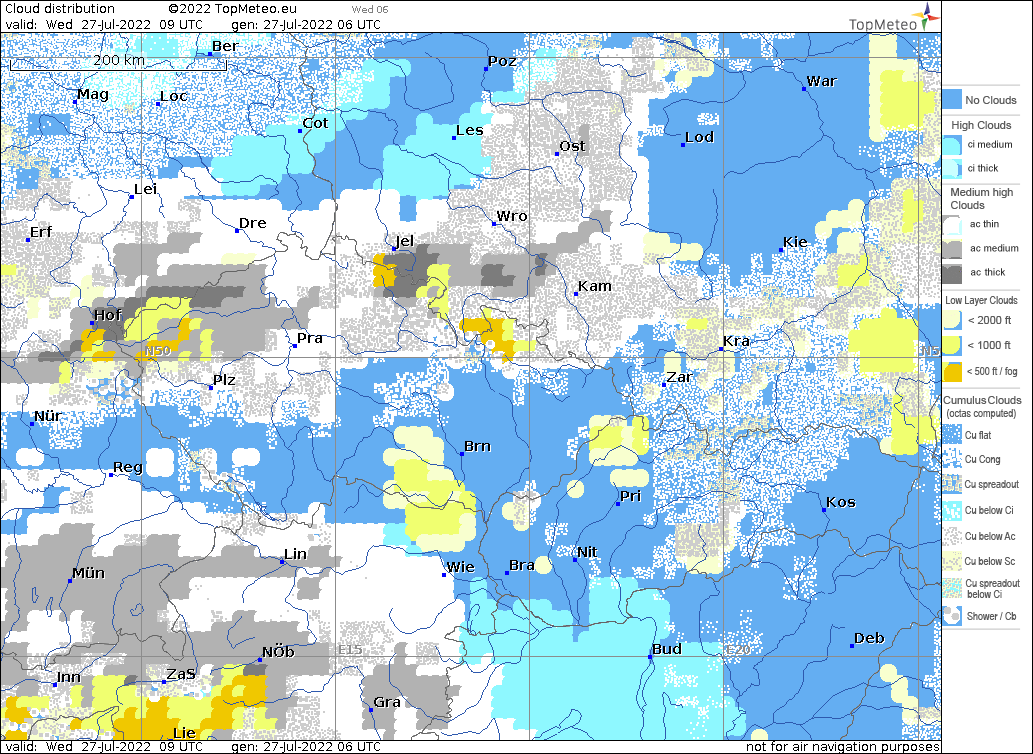 Cloud distribution ©2022 TopMeteo.eu Wed 06
valid: Wed 27-Jul-2022 09 UTC gen: 27-Jul-2022 06 UTC
TopMeteo
200 km
Ber
Poz
War
Mag
Loc
Cot
Les
Lod
Ost
Lei
Wro
Dre
Erf
Jel
Kie
Kam
Hof
Pra
Kra
N50
N5
Plz
Zar
Nür
Brn
Reg
Pri
Kos
Lin
Nit
Mün
Wie
Bra
Deb
NÖb
E15
Bud
E20
Inn
ZaS
Gra
Lie
No Clouds
High Clouds
ci medium
ci thick
Medium high
Clouds
ac thin
ac medium
ac thick
Low Layer Clouds
< 2000 ft
< 1000 ft
< 500 ft / fog
Cumulus Clouds
(octas computed)
Cu flat
Cu Cong
Cu spreadout
Cu below Ci
Cu below Ac
Cu below Sc
Cu spreadout
below Ci
Shower / Cb
valid: Wed 27-Jul-2022 09 UTC gen: 27-Jul-2022 06 UTC
not for air navigation purposes